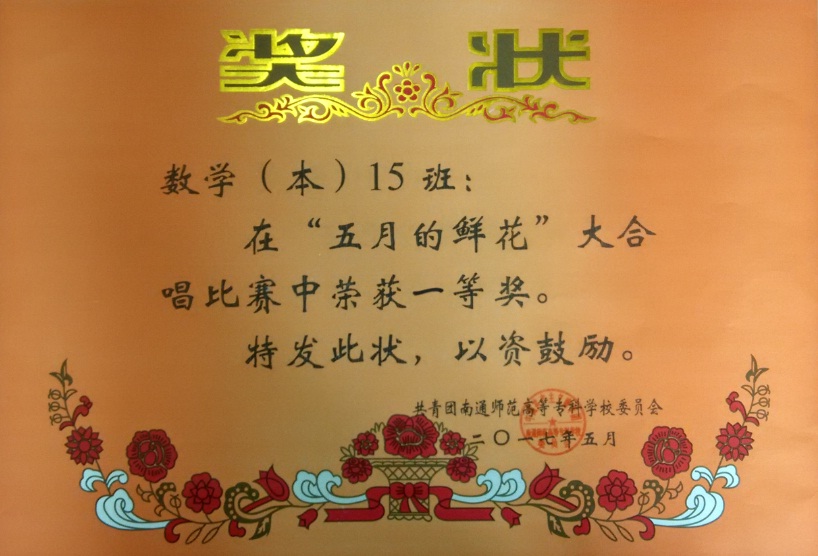 奖状
数学（本）15班：
在“五月的鲜花”大合
唱比赛中荣获一等奖。
特发此状，以资鼓励。
共青团南通师范高等专科学校委员会
二〇一七年五月